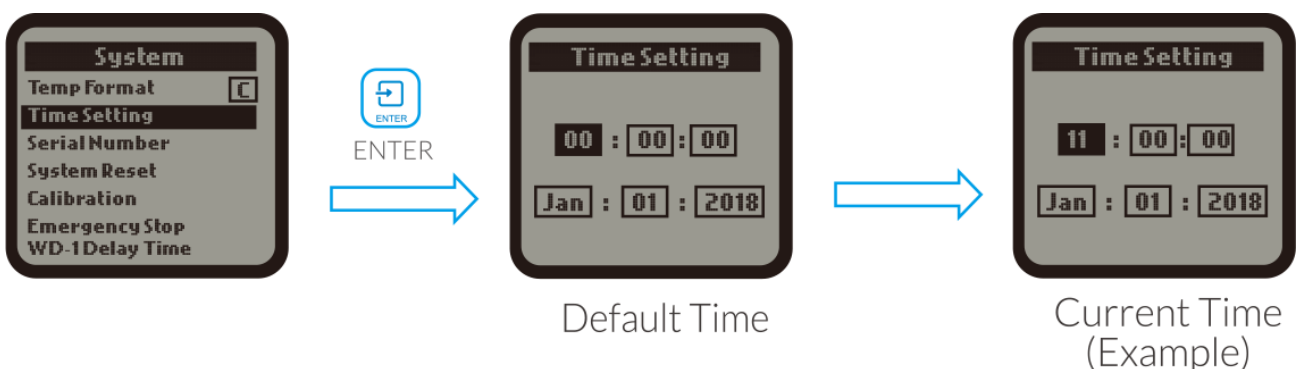 System
Temp Format C
Time Setting
Serial Number
System Reset
Calibration
Emergency Stop
WD-1 Delay Time
ENTER
ENTER
Time Setting
00 : 00 : 00
Jan : 01 : 2018
Default Time
Time Setting
11 : 00 : 00
Jan : 01 : 2018
Current Time
(Example)